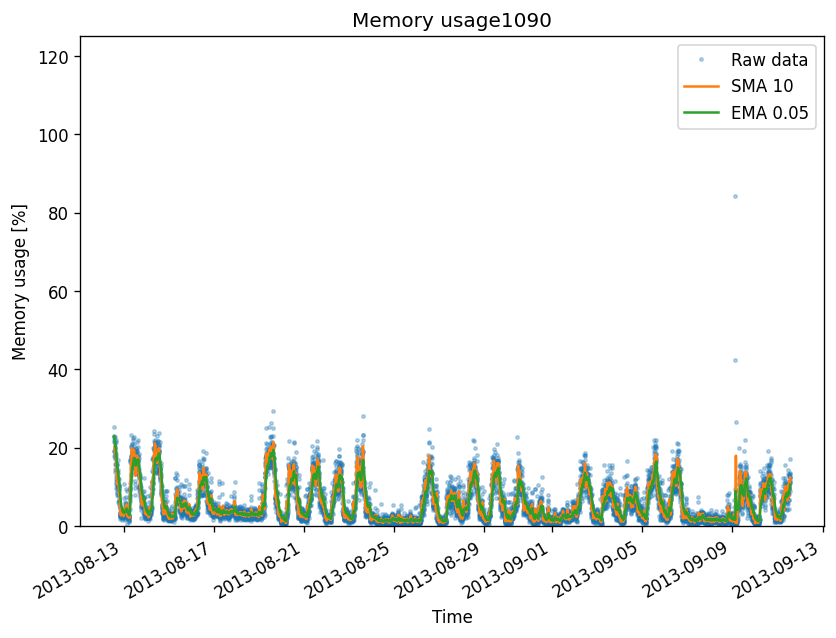 Memory usage1090
Raw data
SMA 10
EMA 0.05
Memory usage [%]
120
100
80
60
40
20
0
2013-08-13
2013-08-17
2013-08-21
2013-08-25
2013-08-29
2013-09-01
2013-09-05
2013-09-09
2013-09-13
Time